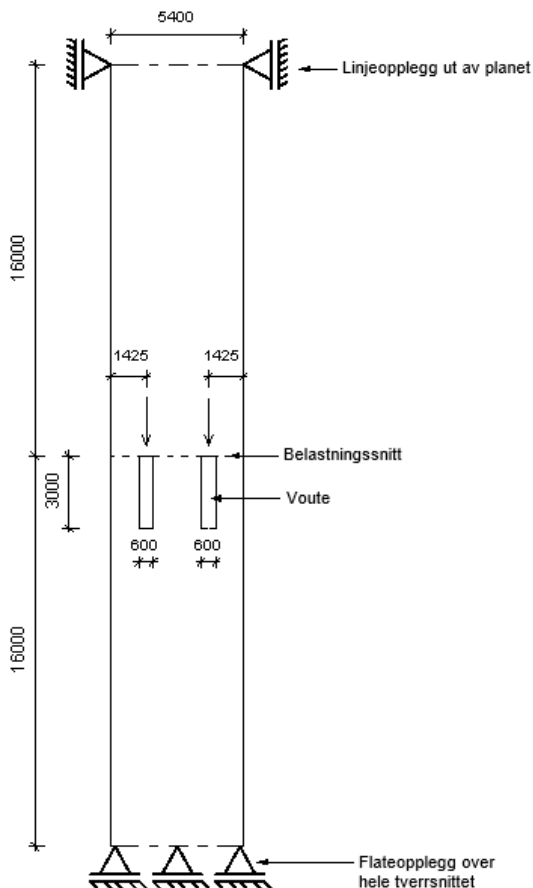 5400
Linjeopplegg ut av planet
16000
1425
1425
Belastningssnitt
3000
Voute
600
600
16000
Flateopplegg over
hele tverrsnittet